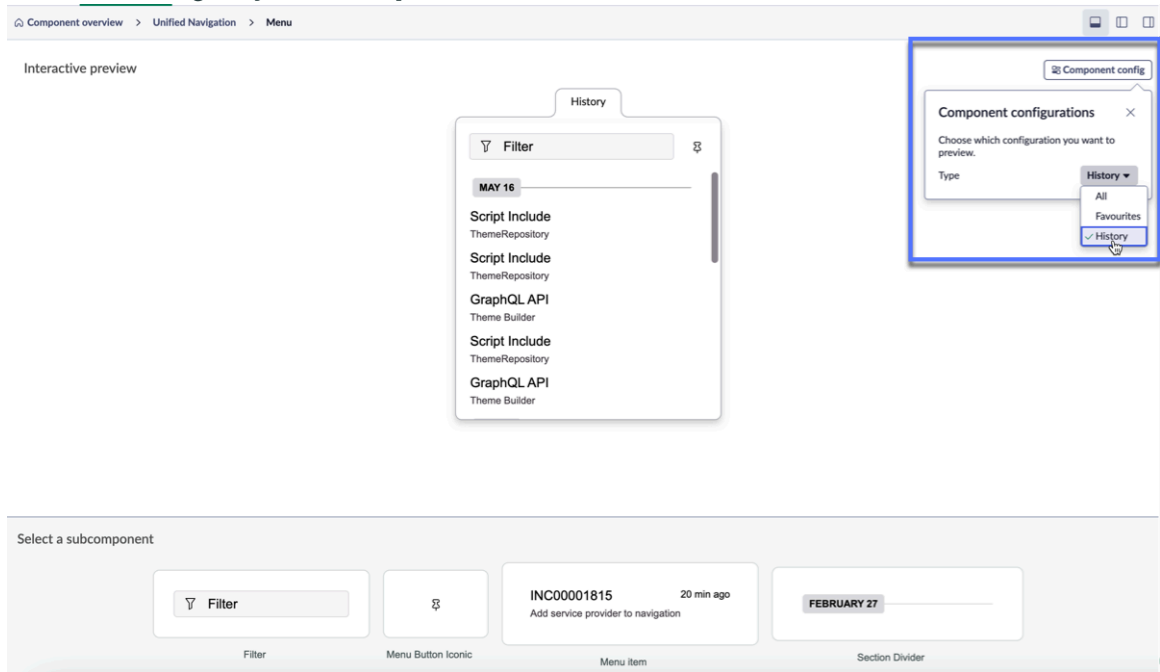 Component overview > Unified Navigation > Menu
Interactive preview
Component config
History
Component configurations
Filter
Choose which configuration you want to
preview.
Type
History
MAY 16
All
Script Include
Favourites
ThemeRepository
History
Script Include
ThemeRepository
GraphQL API
Theme Builder
Script Include
ThemeRepository
GraphQL API
Theme Builder
Select a subcomponent
Filter
INC00001815 20 min ago
Add service provider to navigation
FEBRUARY 27
Filter
Menu Button Iconic
Menu item
Section Divider